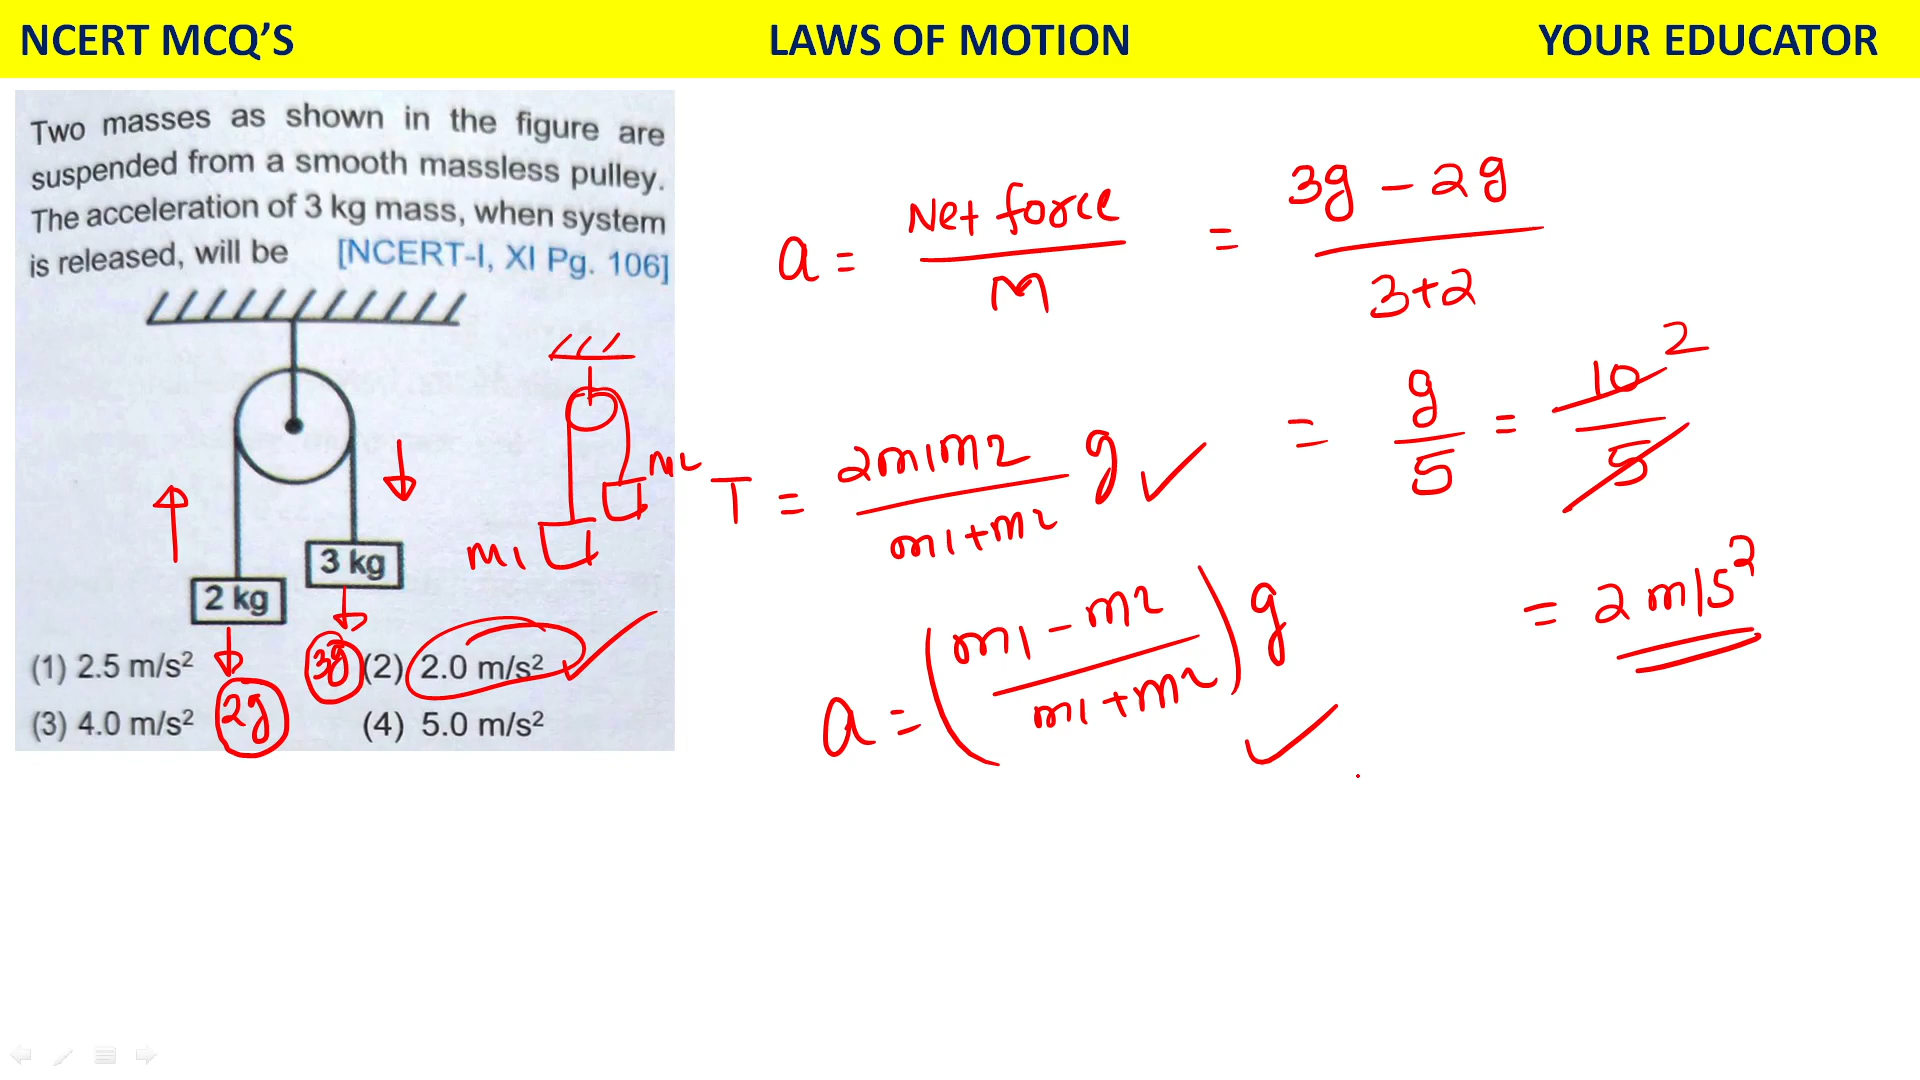 NCERT MCQ’S
LAWS OF MOTION
YOUR EDUCATOR
Two masses as shown in the figure are
suspended from a smooth massless pulley.
The acceleration of 3 kg mass, when system
is released, will be [NCERT-I, XI Pg. 106]
3 kg
2 kg
(1) 2.5 m/s² (2) 2.0 m/s²
(3) 4.0 m/s² (4) 5.0 m/s²
3g
2g
m2
m1
a = Net force / M = 3g - 2g / 3+2
= g / 5 = 10 / 5 2
= 2 m/s²
T = 2m1m2 / m1+m2 g
a = (m1 - m2 / m1+m2) g